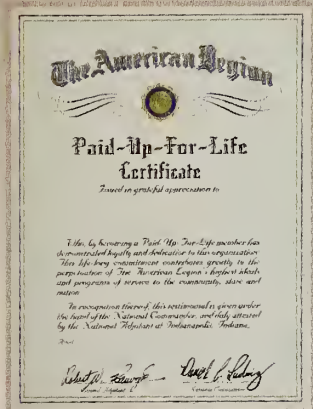 The American Legion
Paid-Up-For-Life
Certificate
Issued in grateful appreciation to
by becoming a Paid-Up-For-Life member has
demonstrated loyalty and dedication to this organization.
This life-long commitment contributes greatly to the
perpetuation of The American Legion's highest ideals
and programs of service to the community, state and
nation.
In recognition thereof, this testimonial is given under
the hand of the National Commander, and duly attested
by the National Adjutant at Indianapolis, Indiana.
National Adjutant
National Commander